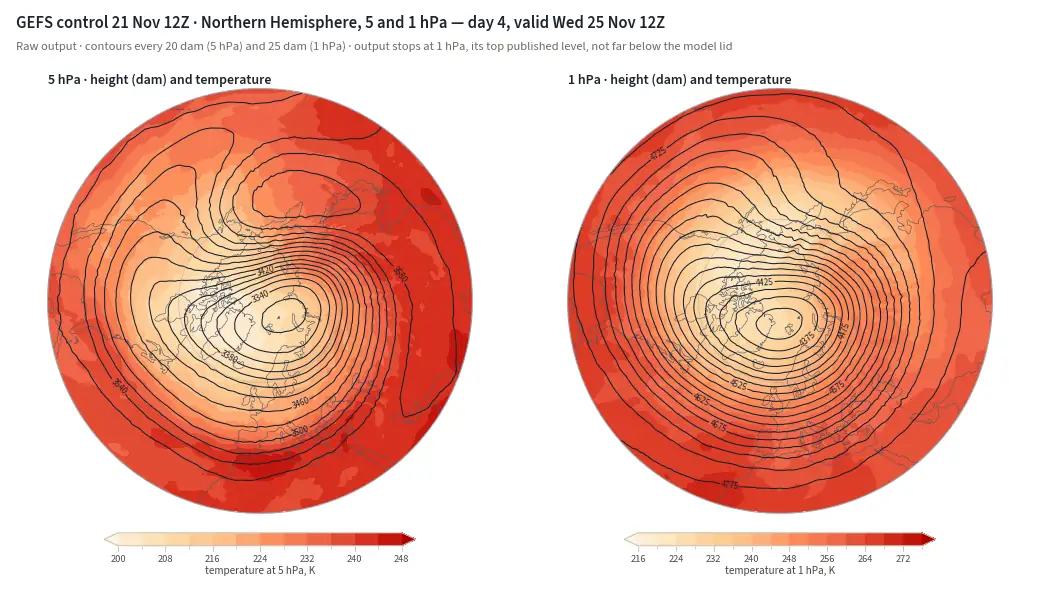 GEFS control 21 Nov 12Z · Northern Hemisphere, 5 and 1 hPa — day 4, valid Wed 25 Nov 12Z
Raw output · contours every 20 dam (5 hPa) and 25 dam (1 hPa) · output stops at 1 hPa, its top published level, not far below the model lid
5 hPa · height (dam) and temperature
1 hPa · height (dam) and temperature
4725
3420
3340
4425
4475
4375
3540
3460
3500
4525
4575
4625
4675
4775
200 208 216 224 232 240 248
temperature at 5 hPa, K
216 224 232 240 248 256 264 272
temperature at 1 hPa, K